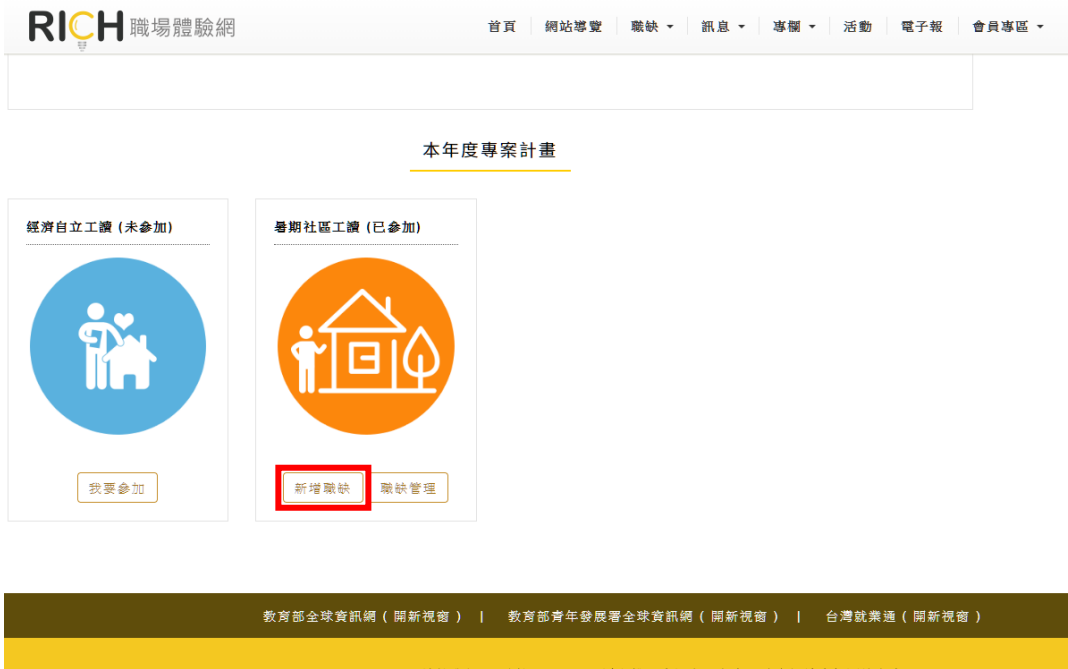 RICH 職場體驗網
首頁 網站導覽 職缺 訊息 專欄 活動 電子報 會員專區
本年度專案計畫
經濟自立工讀 (未參加)
暑期社區工讀 (已參加)
我要參加
新增職缺 職缺管理
教育部全球資訊網 ( 開新視窗 ) | 教育部青年發展署全球資訊網 ( 開新視窗 ) | 台灣就業通 ( 開新視窗 )